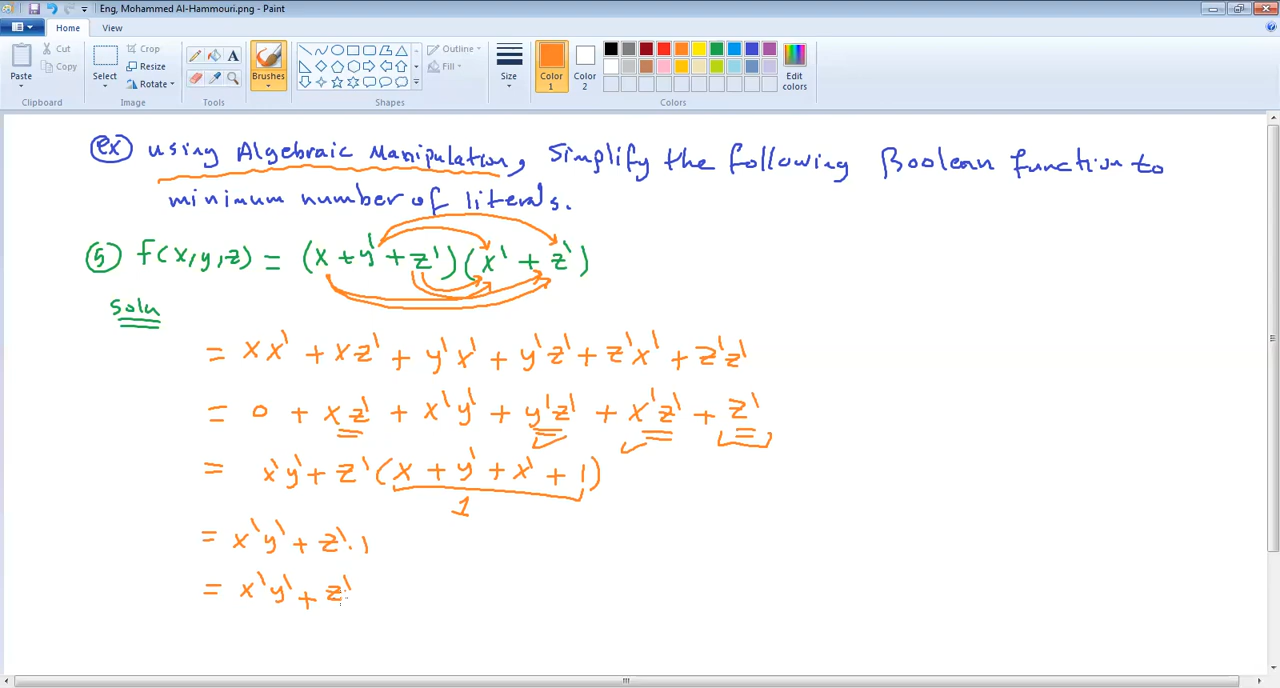 Eng, Mohammed Al-Hammouri.png - Paint
Home View
Paste Cut Copy Select Crop Resize Rotate Brushes Outline Fill Size Color 1 Color 2 Edit colors
Clipboard Image Tools Shapes Colors
ex using Algebraic Manipulation, Simplify the following Boolean function to
minimum number of literals.
5 f(x,y,z) = (x + y' + z')(x' + z')
Solu
= xx' + xz' + y'x' + y'z' + z'x' + z'z'
= 0 + xz' + x'y' + y'z' + x'z' + z'
= x'y' + z'(x + y' + x' + 1)
1
= x'y' + z'.1
= x'y' + z'